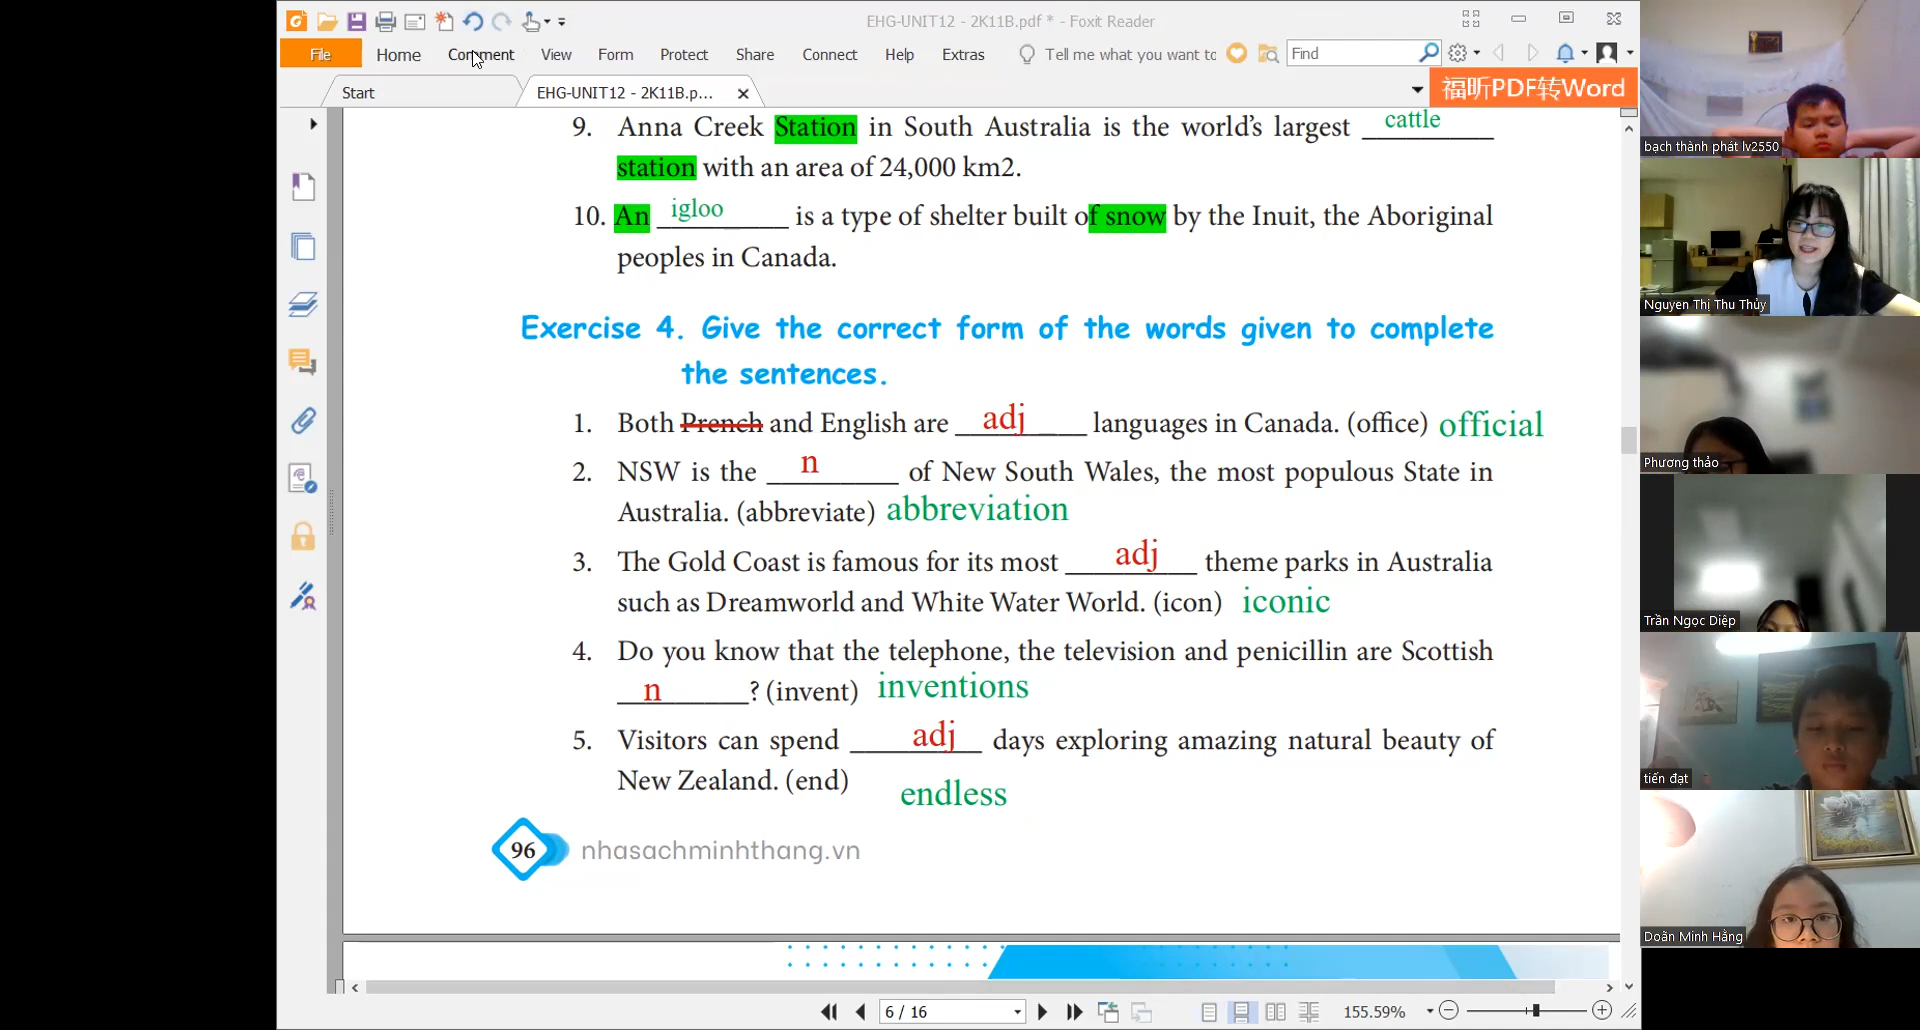 EHG-UNIT12 - 2K11B.pdf * - Foxit Reader
File Home Comment View Form Protect Share Connect Help Extras Tell me what you want to Find
Start EHG-UNIT12 - 2K11B.p...
福昕PDF转Word
9. Anna Creek Station in South Australia is the world's largest cattle
station with an area of 24,000 km2.
10. An igloo is a type of shelter built of snow by the Inuit, the Aboriginal
peoples in Canada.
Exercise 4. Give the correct form of the words given to complete
the sentences.
1. Both Prench and English are adj languages in Canada. (office) official
2. NSW is the n of New South Wales, the most populous State in
Australia. (abbreviate) abbreviation
3. The Gold Coast is famous for its most adj theme parks in Australia
such as Dreamworld and White Water World. (icon) iconic
4. Do you know that the telephone, the television and penicillin are Scottish
n ? (invent) inventions
5. Visitors can spend adj days exploring amazing natural beauty of
New Zealand. (end) endless
96 nhasachminhthang.vn
6 / 16
155.59%
bạch thành phát lv2550
Nguyen Thị Thu Thủy
Phương thảo
Trần Ngọc Diệp
tiến đạt
Doãn Minh Hằng